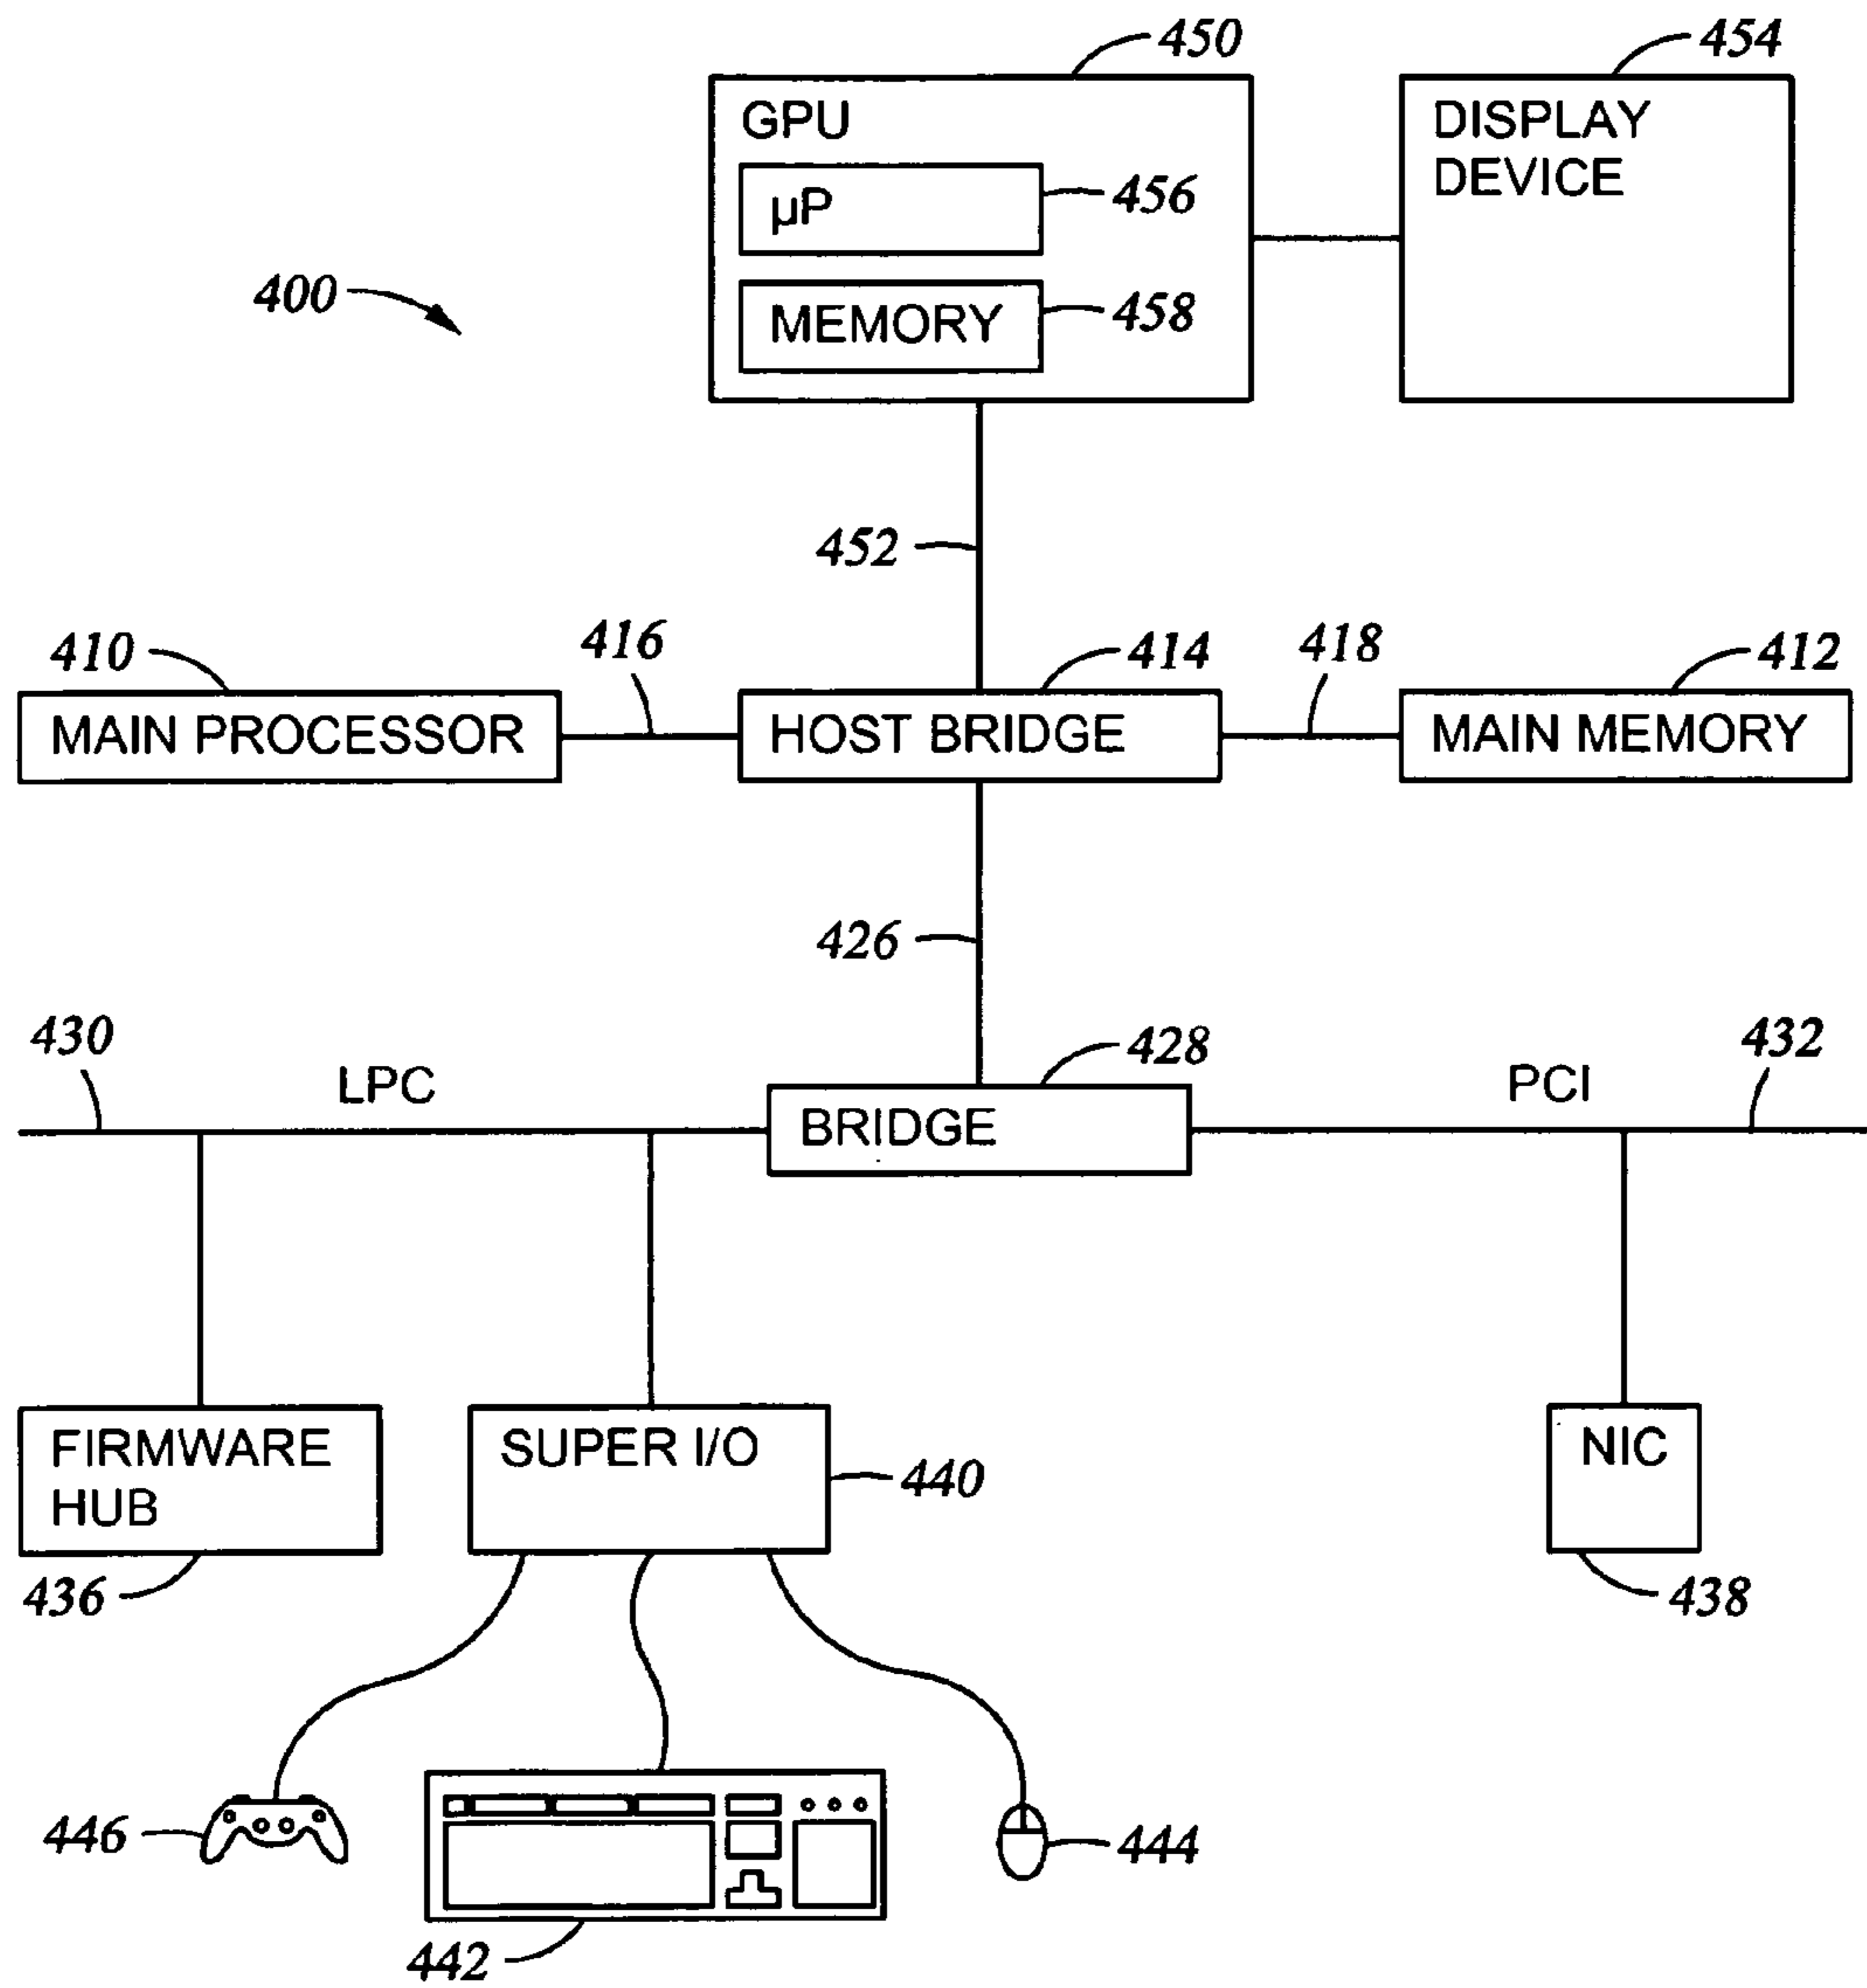 450
454
GPU
DISPLAY
DEVICE
µP
456
400
MEMORY
458
452
410
416
414
418
412
MAIN PROCESSOR
HOST BRIDGE
MAIN MEMORY
426
430
LPC
428
PCI
432
BRIDGE
FIRMWARE
HUB
SUPER I/O
440
NIC
436
438
446
444
442